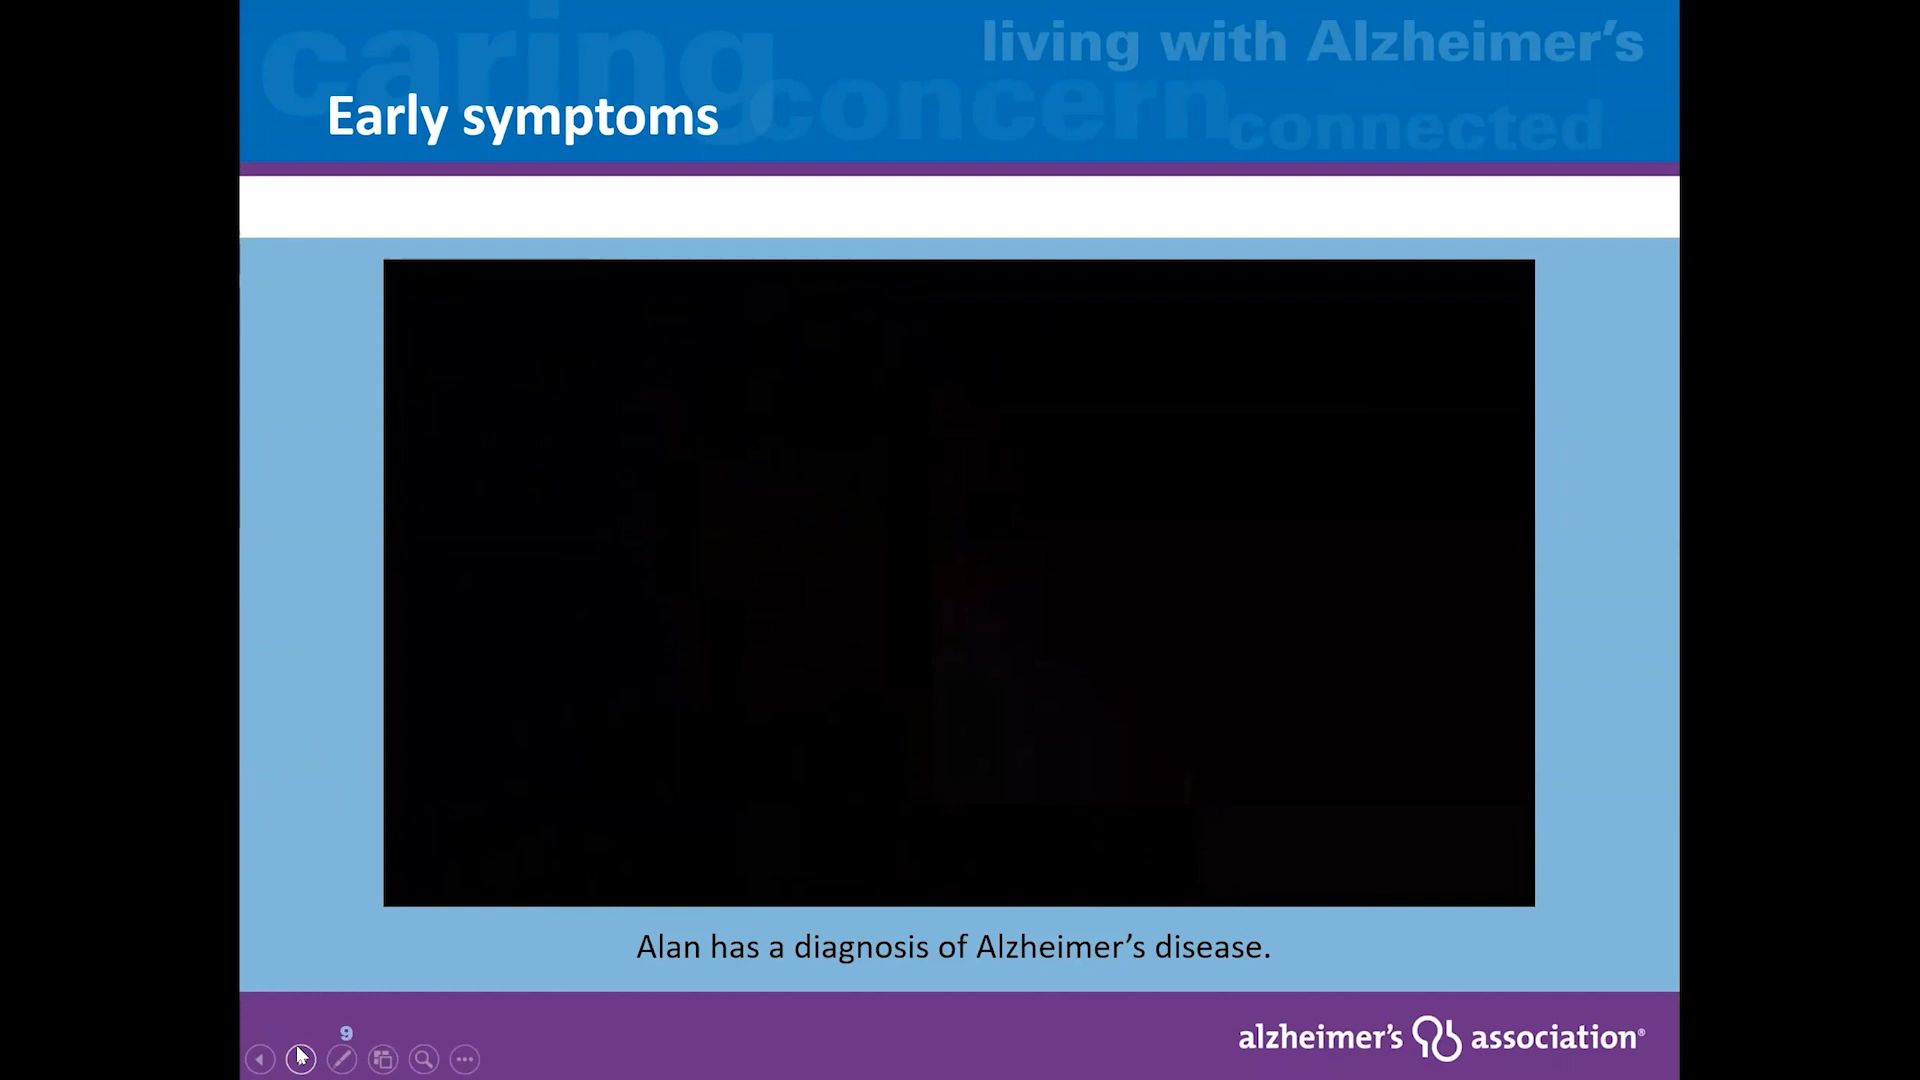 caring
living with Alzheimer’s
concern
connected
Early symptoms
Alan has a diagnosis of Alzheimer’s disease.
9
alzheimer’s association®